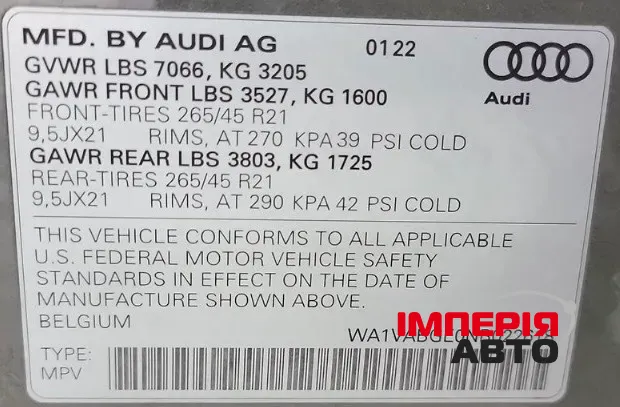 MFD. BY AUDI AG 0122
GVWR LBS 7066, KG 3205
GAWR FRONT LBS 3527, KG 1600
Audi
FRONT-TIRES 265/45 R21
9,5JX21 RIMS, AT 270 KPA 39 PSI COLD
GAWR REAR LBS 3803, KG 1725
REAR-TIRES 265/45 R21
9,5JX21 RIMS, AT 290 KPA 42 PSI COLD
THIS VEHICLE CONFORMS TO ALL APPLICABLE
U.S. FEDERAL MOTOR VEHICLE SAFETY
STANDARDS IN EFFECT ON THE DATE OF
MANUFACTURE SHOWN ABOVE.
BELGIUM
ІМПЕРІЯ
АВТО
TYPE:
MPV